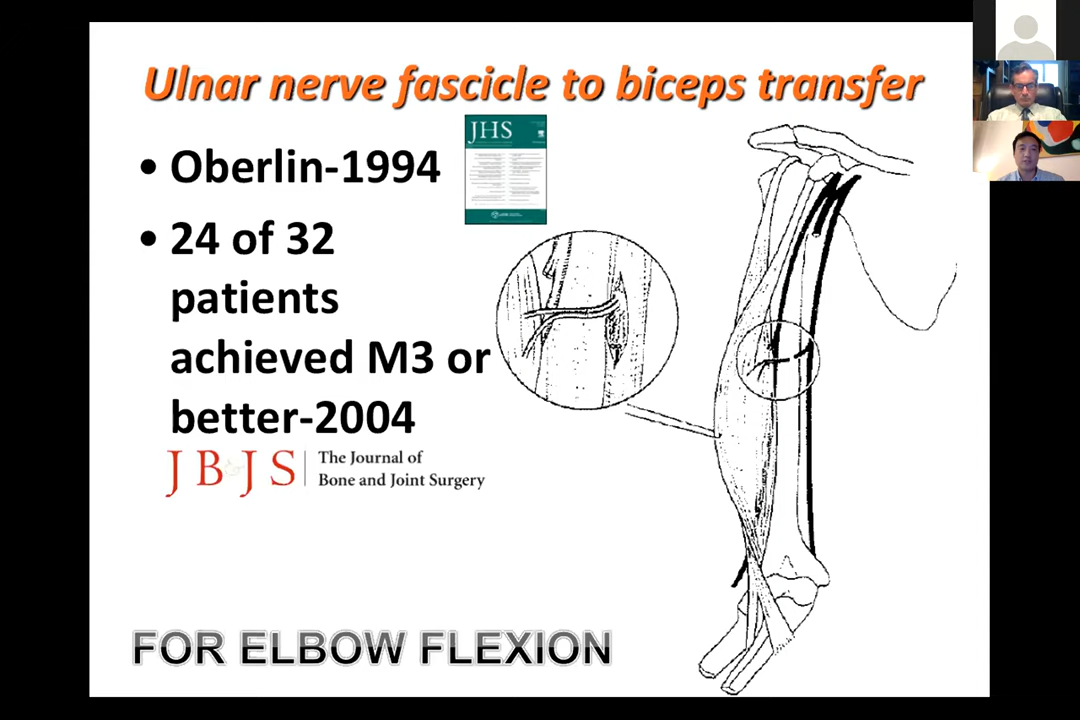 Ulnar nerve fascicle to biceps transfer
JHS
• Oberlin-1994
• 24 of 32
patients
achieved M3 or
better-2004
JBJS | The Journal of
Bone and Joint Surgery
FOR ELBOW FLEXION